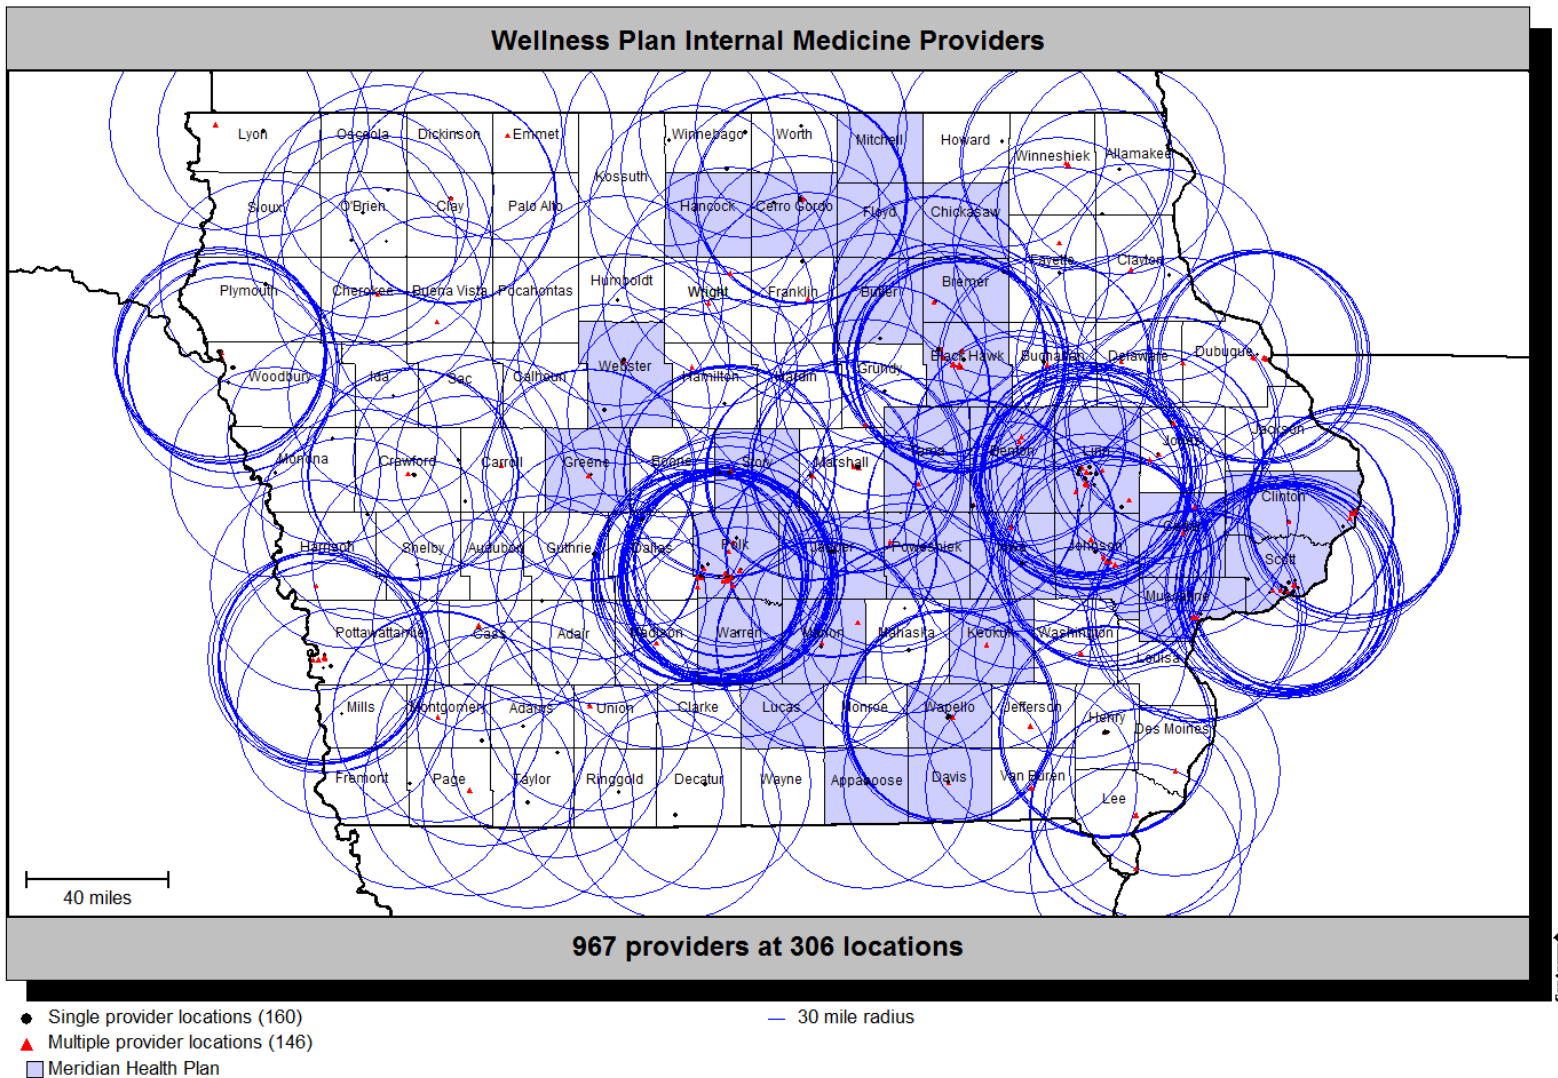 Wellness Plan Internal Medicine Providers
Lyon Osceola Dickinson Emmet Winnebago Worth Mitchell Howard Winneshiek Allamakee
Kossuth
Sioux O'Brien Clay Palo Alto Hancock Cerro Gordo Floyd Chickasaw
Fayette Clayton
Plymouth Cherokee Buena Vista Pocahontas Humboldt Wright Franklin Butler Bremer
Woodbury Ida Sac Calhoun Webster Hamilton Hardin Grundy Black Hawk Buchanan Delaware Dubuque
Monona Crawford Carroll Greene Boone Story Marshall Tama Benton Linn Jones Jackson
Clinton
Cedar
Harrison Shelby Audubon Guthrie Dallas Polk Jasper Poweshiek Iowa Johnson Scott
Muscatine
Pottawattamie Cass Adair Madison Warren Marion Mahaska Keokuk Washington
Louisa
Mills Montgomery Adams Union Clarke Lucas Monroe Wapello Jefferson Henry Des Moines
Fremont Page Taylor Ringgold Decatur Wayne Appanoose Davis Van Buren Lee
40 miles
967 providers at 306 locations
Single provider locations (160)
30 mile radius
Multiple provider locations (146)
Meridian Health Plan